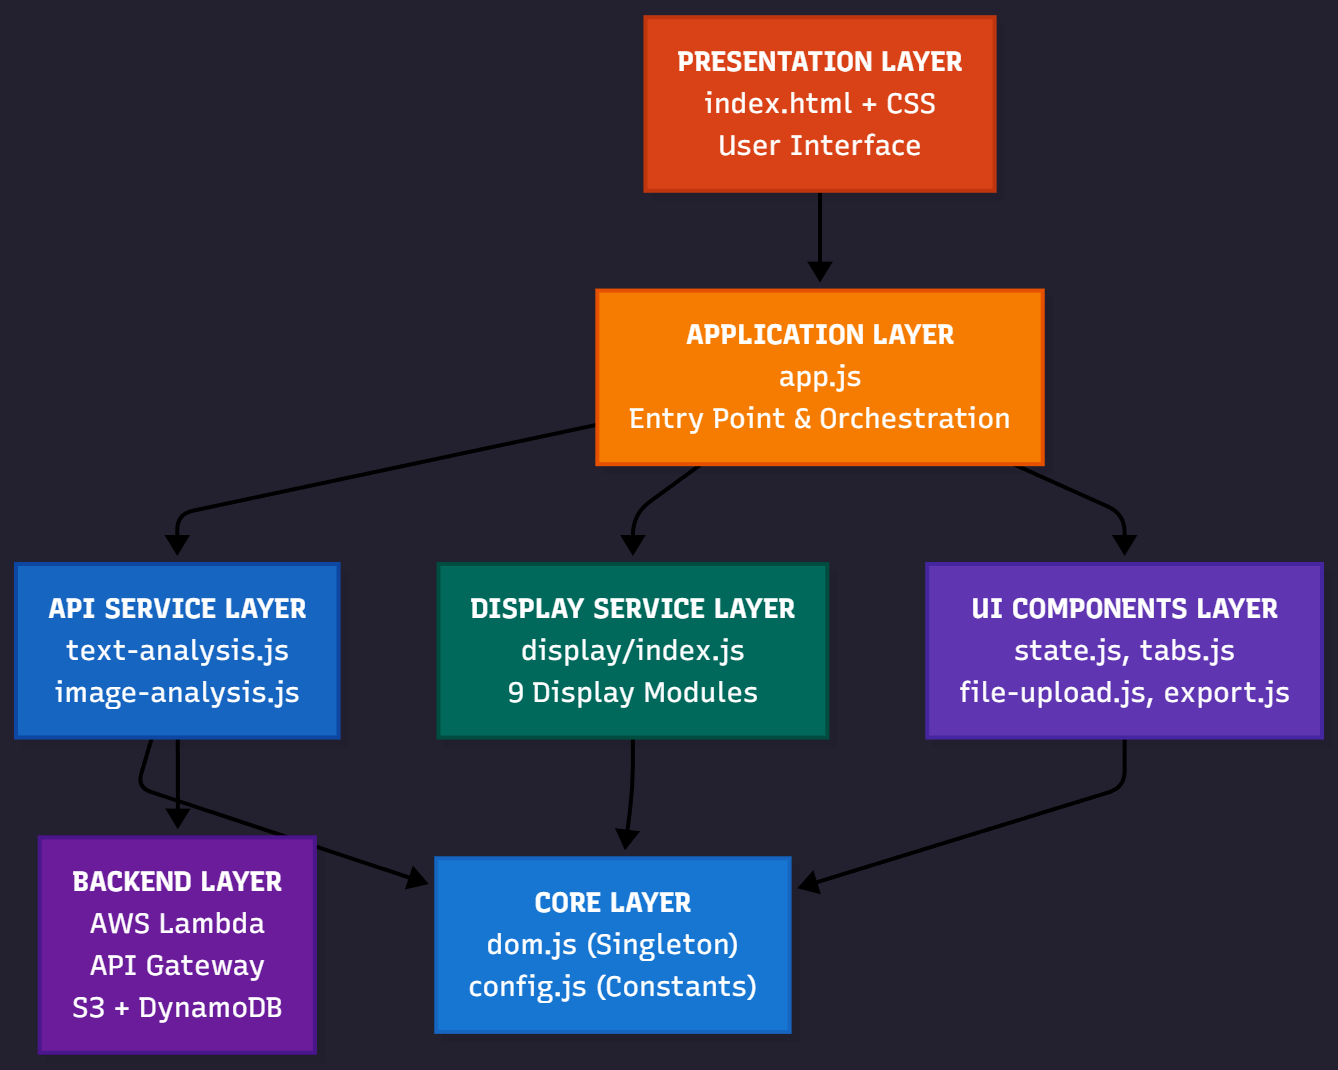 PRESENTATION LAYER
index.html + CSS
User Interface
APPLICATION LAYER
app.js
Entry Point & Orchestration
API SERVICE LAYER
text-analysis.js
image-analysis.js
DISPLAY SERVICE LAYER
display/index.js
9 Display Modules
UI COMPONENTS LAYER
state.js, tabs.js
file-upload.js, export.js
BACKEND LAYER
AWS Lambda
API Gateway
S3 + DynamoDB
CORE LAYER
dom.js (Singleton)
config.js (Constants)